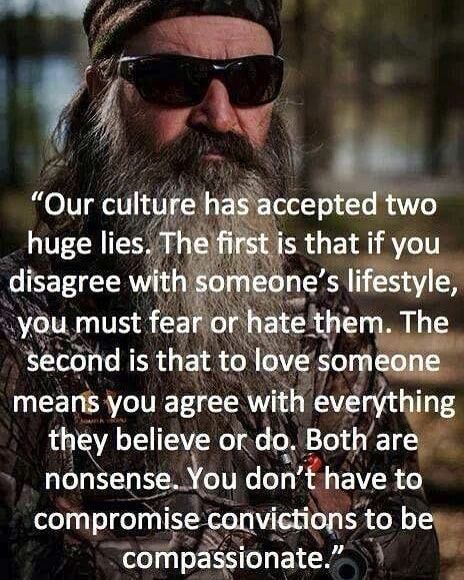 “Our culture has accepted two
huge lies. The first is that if you
disagree with someone’s lifestyle,
you must fear or hate them. The
second is that to love someone
means you agree with everything
they believe or do. Both are
nonsense. You don’t have to
compromise convictions to be
compassionate.”